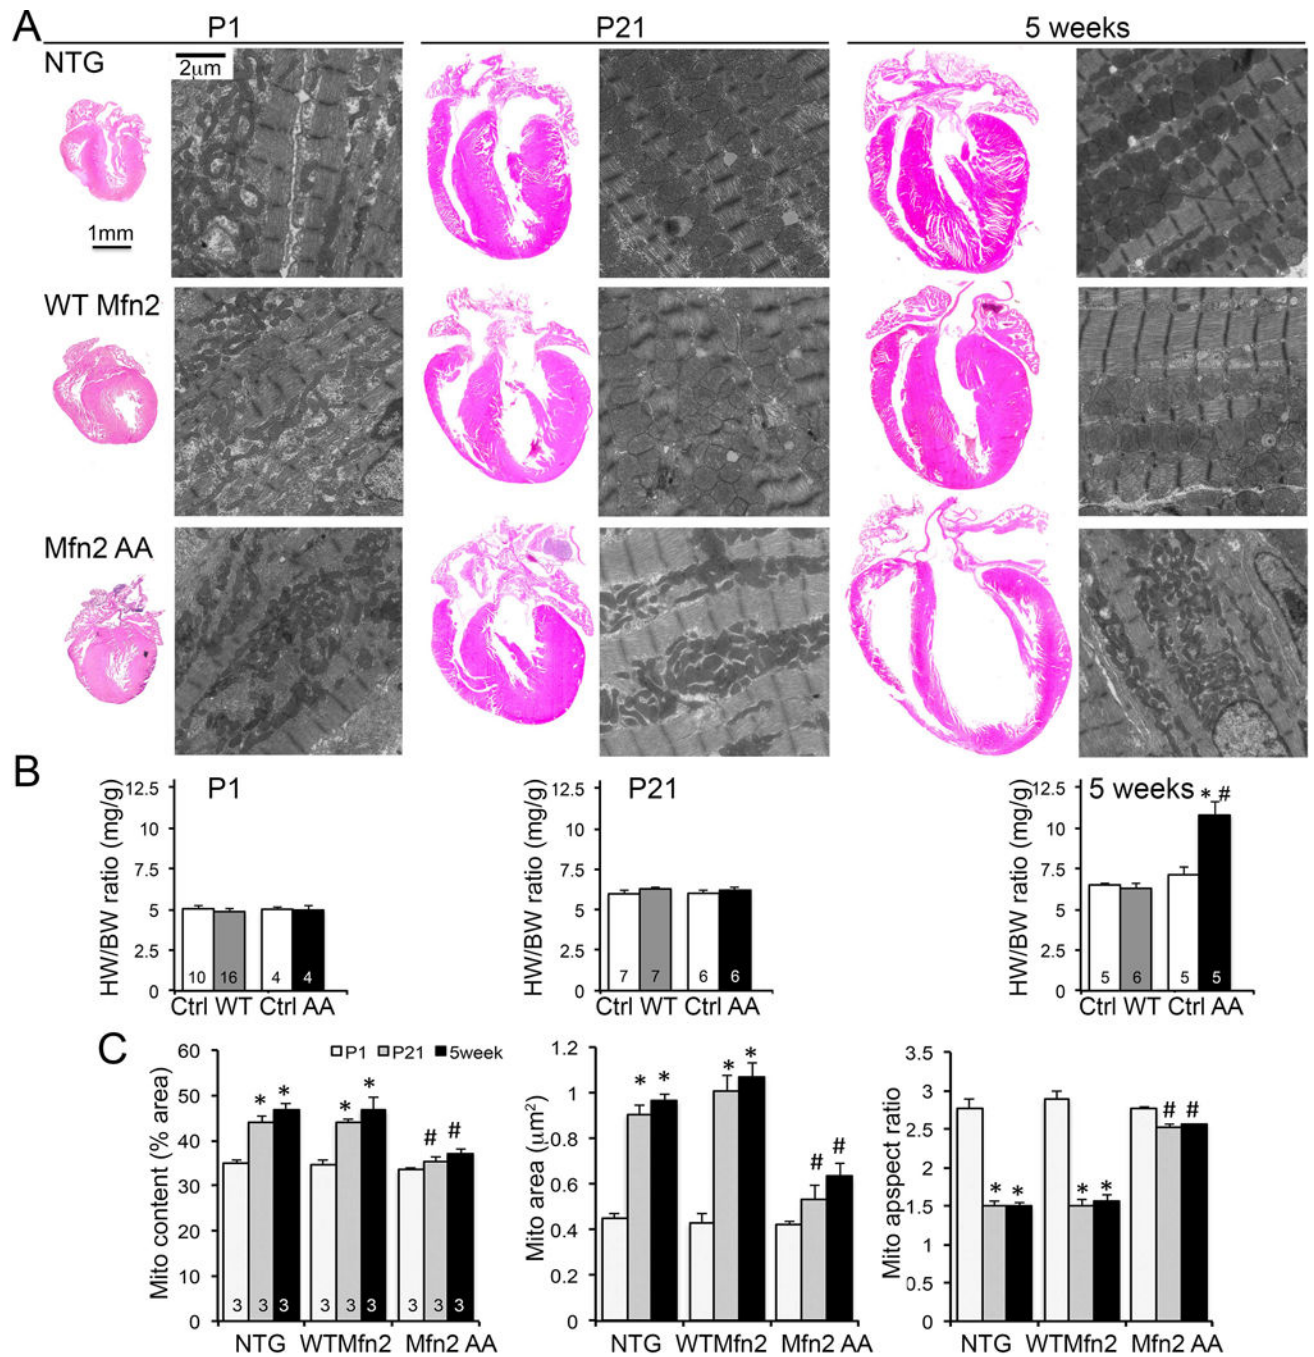 A
P1
P21
5 weeks
NTG
2μm
1mm
WT Mfn2
Mfn2 AA
B
P1
HW/BW ratio (mg/g)
12.5
10
7.5
5
2.5
0
10
16
4
4
Ctrl WT
Ctrl AA
P21
HW/BW ratio (mg/g)
12.5
10
7.5
5
2.5
0
7
7
6
6
Ctrl WT
Ctrl AA
5 weeks
* #
HW/BW ratio (mg/g)
12.5
10
7.5
5
2.5
0
5
6
5
5
Ctrl WT
Ctrl AA
C
P1 P21 5week
Mito content (% area)
60
50
40
30
20
10
0
* *
* *
# #
3 3 3
3 3 3
3 3 3
NTG WTMfn2 Mfn2 AA
Mito area (μm²)
1.2
1
0.8
0.6
0.4
0.2
0
* *
* *
# #
NTG WTMfn2 Mfn2 AA
Mito apspect ratio
3
2.5
2
1.5
1
0.5
0
* *
* *
# #
NTG WTMfn2 Mfn2 AA